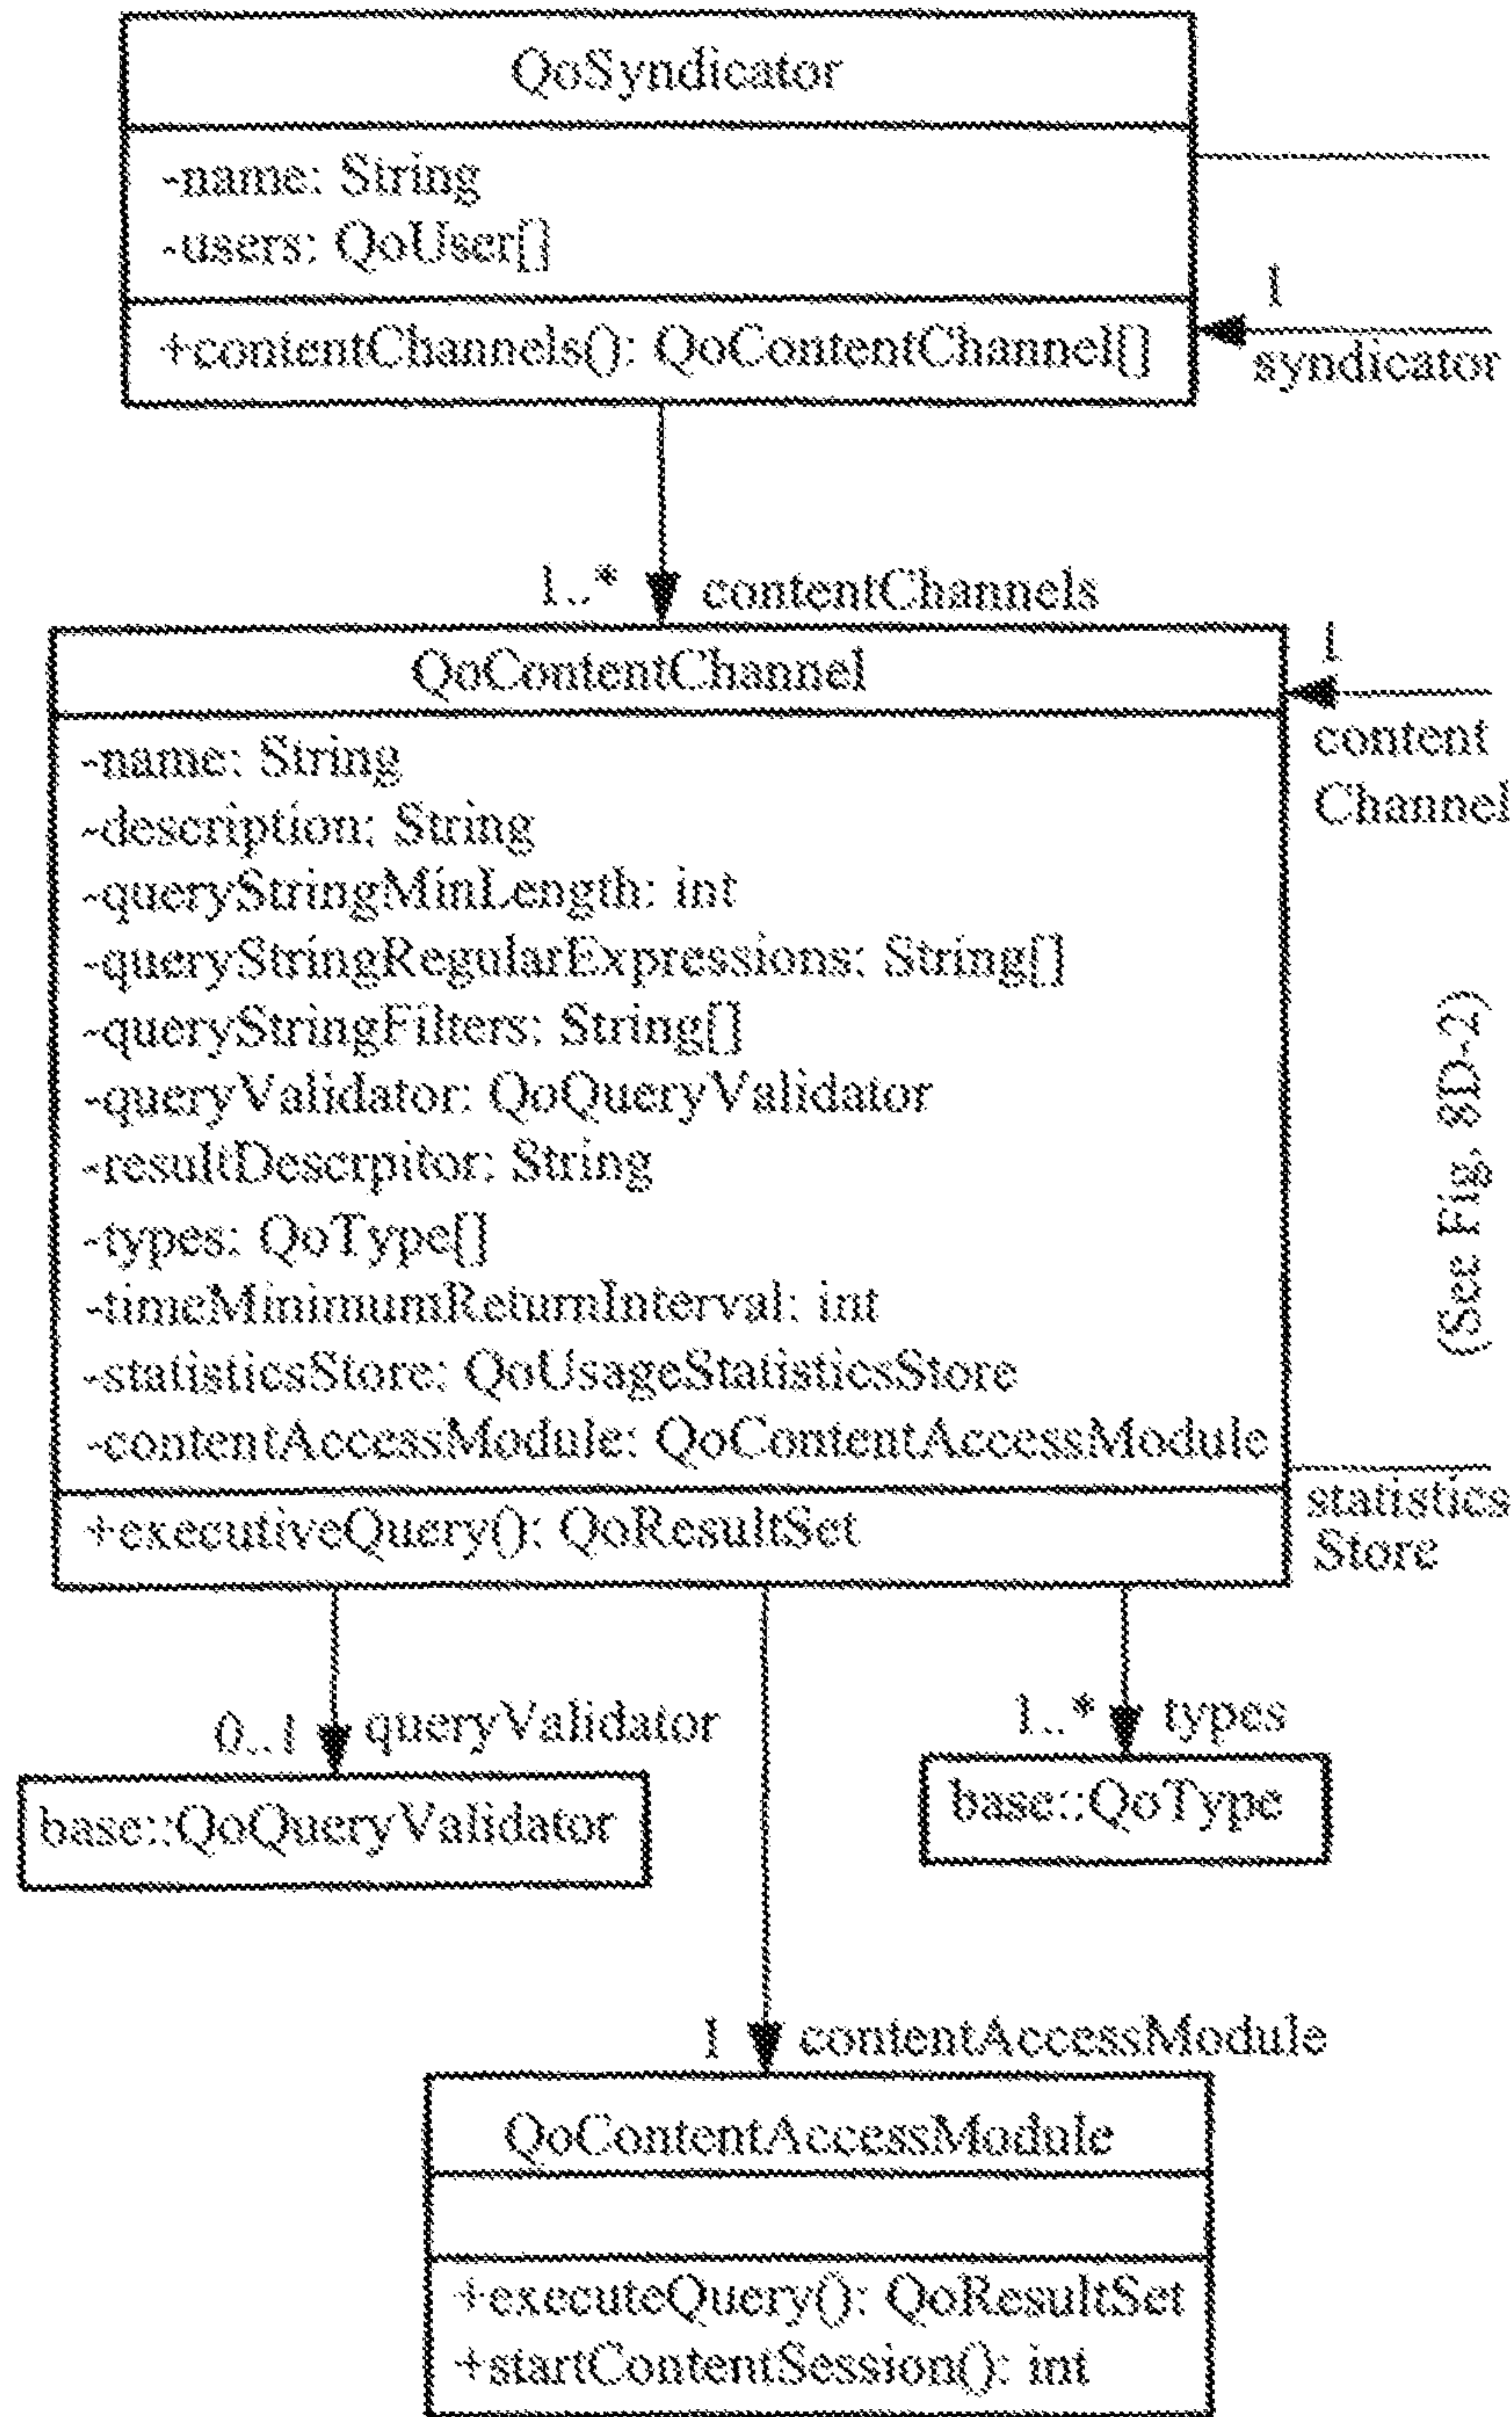 QoSyndicator
-name: String
-users: QoUser[]
+contentChannels(): QoContentChannel[]
1
syndicator
1..* contentChannels
QoContentChannel
-name: String
-description: String
-queryStringMinLength: int
-queryStringRegularExpressions: String[]
-queryStringFilters: String[]
-queryValidator: QoQueryValidator
-resultDescrpitor: String
-types: QoType[]
-timeMinimumReturnInterval: int
-statisticsStore: QoUsageStatisticsStore
-contentAccessModule: QoContentAccessModule
+executiveQuery(): QoResultSet
1
content
Channel
(See Fig. 8D-2)
statistics
Store
0..1 queryValidator
1..* types
base::QoQueryValidator
base::QoType
1 contentAccessModule
QoContentAccessModule
+executeQuery(): QoResultSet
+startContentSession(): int